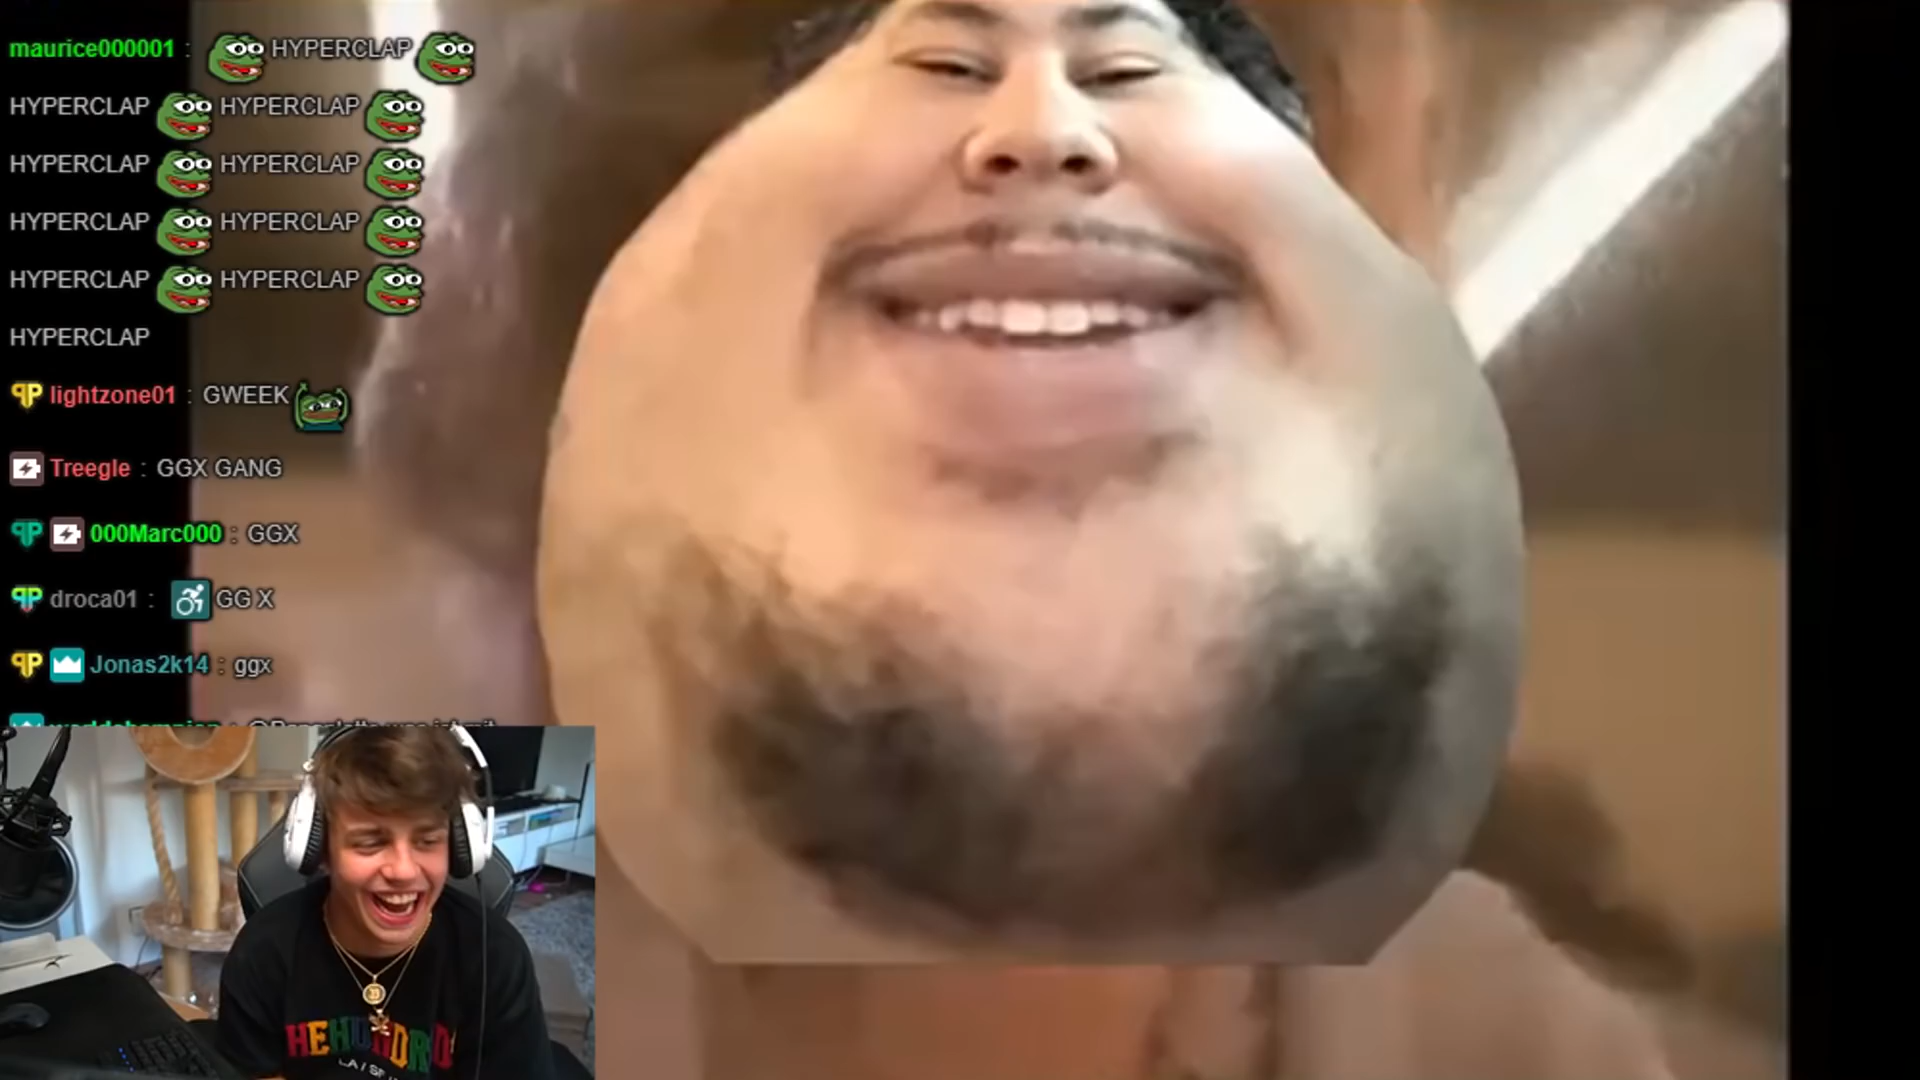 maurice000001 : HYPERCLAP
HYPERCLAP HYPERCLAP
HYPERCLAP HYPERCLAP
HYPERCLAP HYPERCLAP
HYPERCLAP HYPERCLAP
HYPERCLAP
lightzone01 : GWEEK
Treegle : GGX GANG
000Marc000 : GGX
droca01 : GG X
Jonas2k14 : ggx